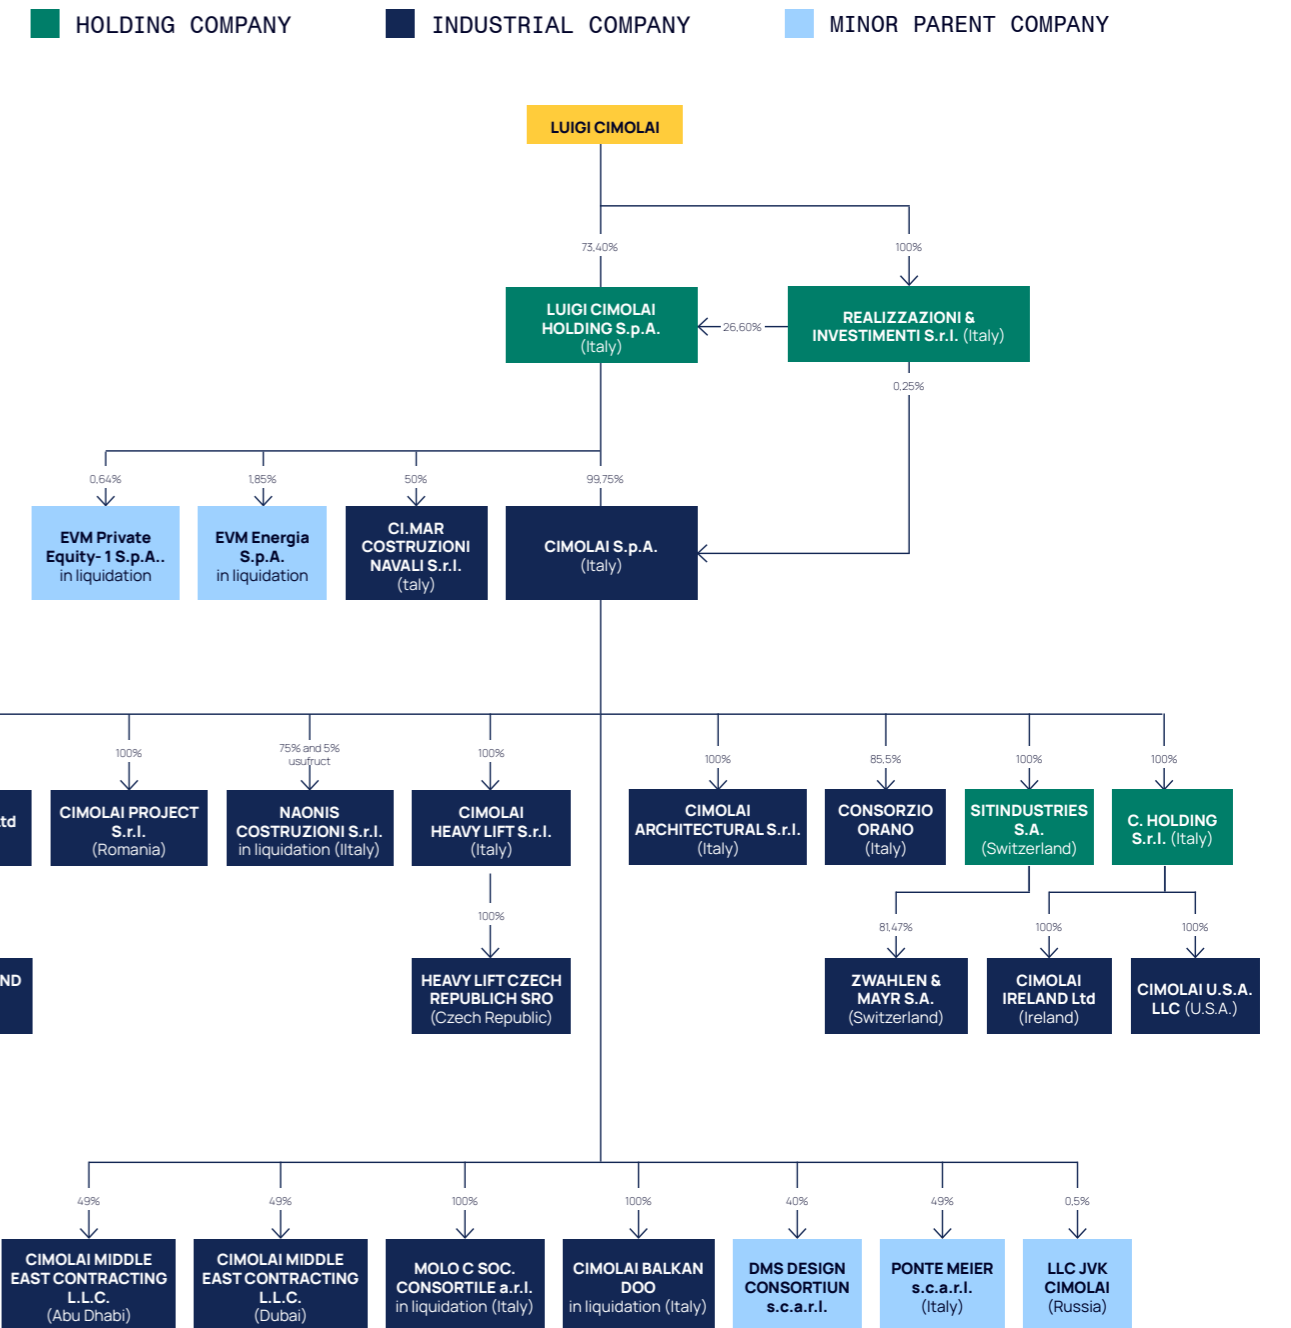 HOLDING COMPANY
INDUSTRIAL COMPANY
MINOR PARENT COMPANY
LUIGI CIMOLAI
73,40%
100%
LUIGI CIMOLAI
HOLDING S.p.A.
(Italy)
26,60%
REALIZZAZIONI &
INVESTIMENTI S.r.l. (Italy)
0,25%
0,64%
1,85%
50%
99,75%
EVM Private
Equity- 1 S.p.A..
in liquidation
EVM Energia
S.p.A.
in liquidation
CI.MAR
COSTRUZIONI
NAVALI S.r.l.
(taly)
CIMOLAI S.p.A.
(Italy)
100%
75% and 5%
usufruct
100%
100%
85,5%
100%
100%
td
CIMOLAI PROJECT
S.r.l.
(Romania)
NAONIS
COSTRUZIONI S.r.l.
in liquidation (IItaly)
CIMOLAI
HEAVY LIFT S.r.l.
(Italy)
CIMOLAI
ARCHITECTURAL S.r.l.
(Italy)
CONSORZIO
ORANO
(Italy)
SITINDUSTRIES
S.A.
(Switzerland)
C. HOLDING
S.r.l. (Italy)
100%
81,47%
100%
100%
ND
HEAVY LIFT CZECH
REPUBLICH SRO
(Czech Republic)
ZWAHLEN &
MAYR S.A.
(Switzerland)
CIMOLAI
IRELAND Ltd
(Ireland)
CIMOLAI U.S.A.
LLC (U.S.A.)
49%
49%
100%
100%
40%
49%
0,5%
CIMOLAI MIDDLE
EAST CONTRACTING
L.L.C.
(Abu Dhabi)
CIMOLAI MIDDLE
EAST CONTRACTING
L.L.C.
(Dubai)
MOLO C SOC.
CONSORTILE a.r.l.
in liquidation (Italy)
CIMOLAI BALKAN
DOO
in liquidation (Italy)
DMS DESIGN
CONSORTIUN
s.c.a.r.l.
PONTE MEIER
s.c.a.r.l.
(Italy)
LLC JVK
CIMOLAI
(Russia)